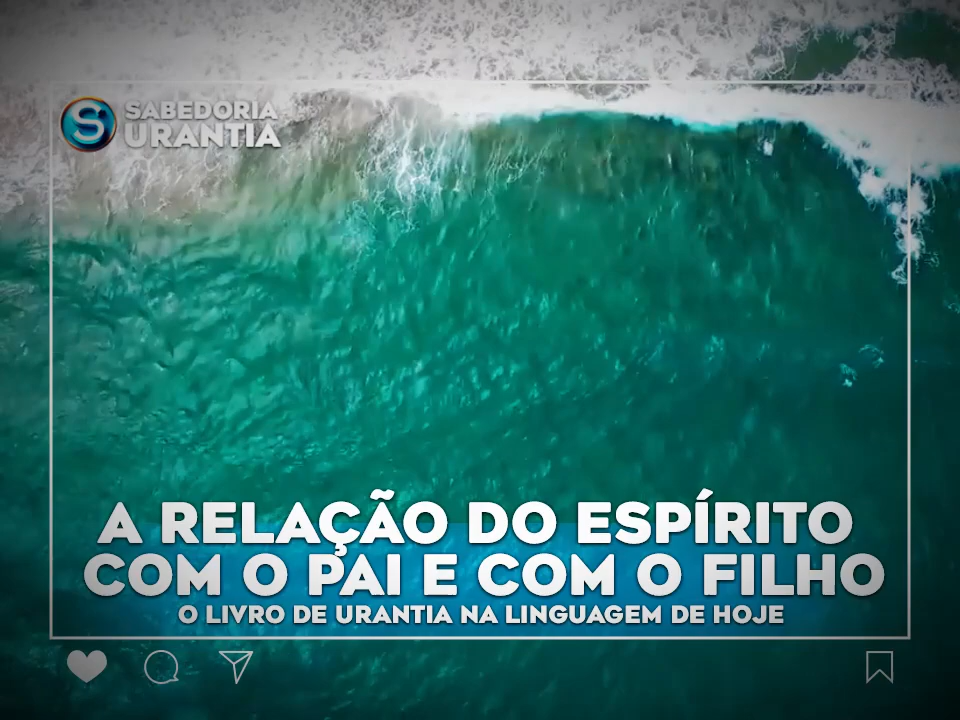 SABEDORIA
URANTIA
A RELAÇÃO DO ESPÍRITO
COM O PAI E COM O FILHO
O LIVRO DE URANTIA NA LINGUAGEM DE HOJE